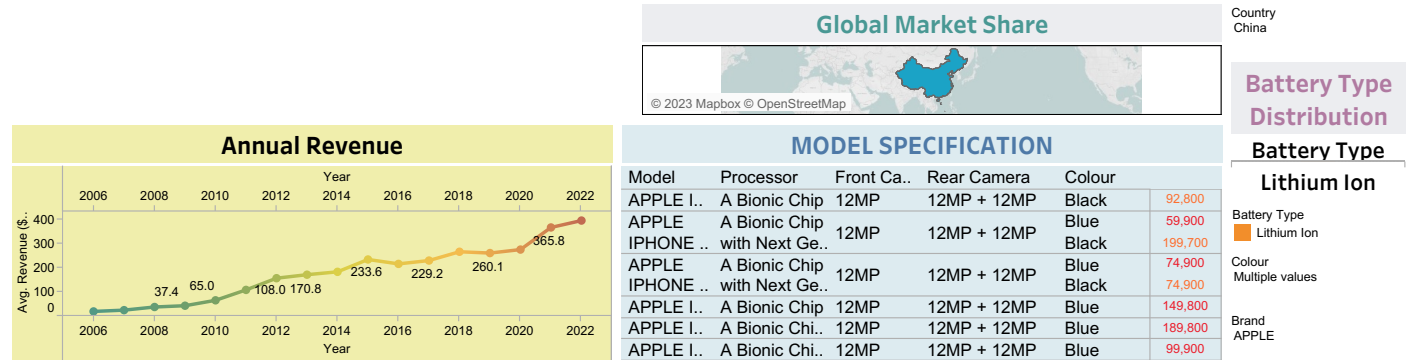 Global Market Share
© 2023 Mapbox © OpenStreetMap
Country
China
Battery Type
Distribution
Battery Type
Lithium Ion
Battery Type
Lithium Ion
Colour
Multiple values
Brand
APPLE
Annual Revenue
Year
2006 2008 2010 2012 2014 2016 2018 2020 2022
Avg. Revenue ($..
400
300
200
100
0
37.4 65.0 108.0 170.8 233.6 229.2 260.1 365.8
2006 2008 2010 2012 2014 2016 2018 2020 2022
Year
MODEL SPECIFICATION
Model Processor Front Ca.. Rear Camera Colour
APPLE I.. A Bionic Chip 12MP 12MP + 12MP Black 92,800
APPLE A Bionic Chip Blue 59,900
12MP 12MP + 12MP
IPHONE .. with Next Ge.. Black 199,700
APPLE A Bionic Chip Blue 74,900
12MP 12MP + 12MP
IPHONE .. with Next Ge.. Black 74,900
APPLE I.. A Bionic Chip 12MP 12MP + 12MP Blue 149,800
APPLE I.. A Bionic Chi.. 12MP 12MP + 12MP Blue 189,800
APPLE I.. A Bionic Chi.. 12MP 12MP + 12MP Blue 99,900